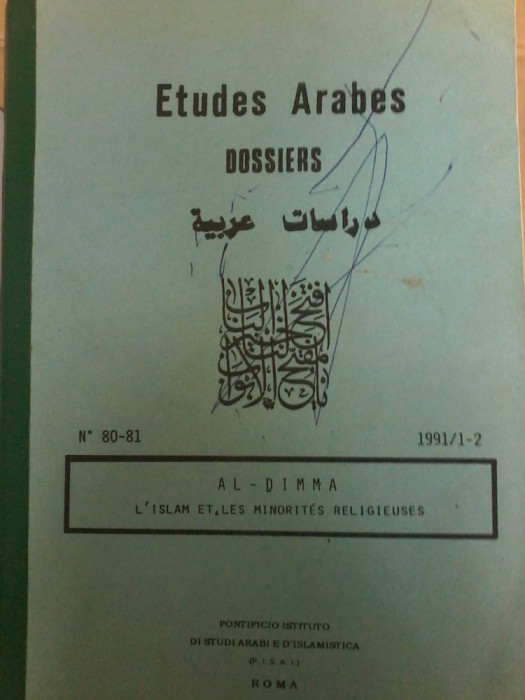 Etudes Arabes
DOSSIERS
دراسات عربية
N° 80-81 1991/1-2
AL-DIMMA
L'ISLAM ET LES MINORITÉS RELIGIEUSES
PONTIFICIO ISTITUTO
DI STUDI ARABI E D'ISLAMISTICA
(P. I. S. A. I.)
ROMA